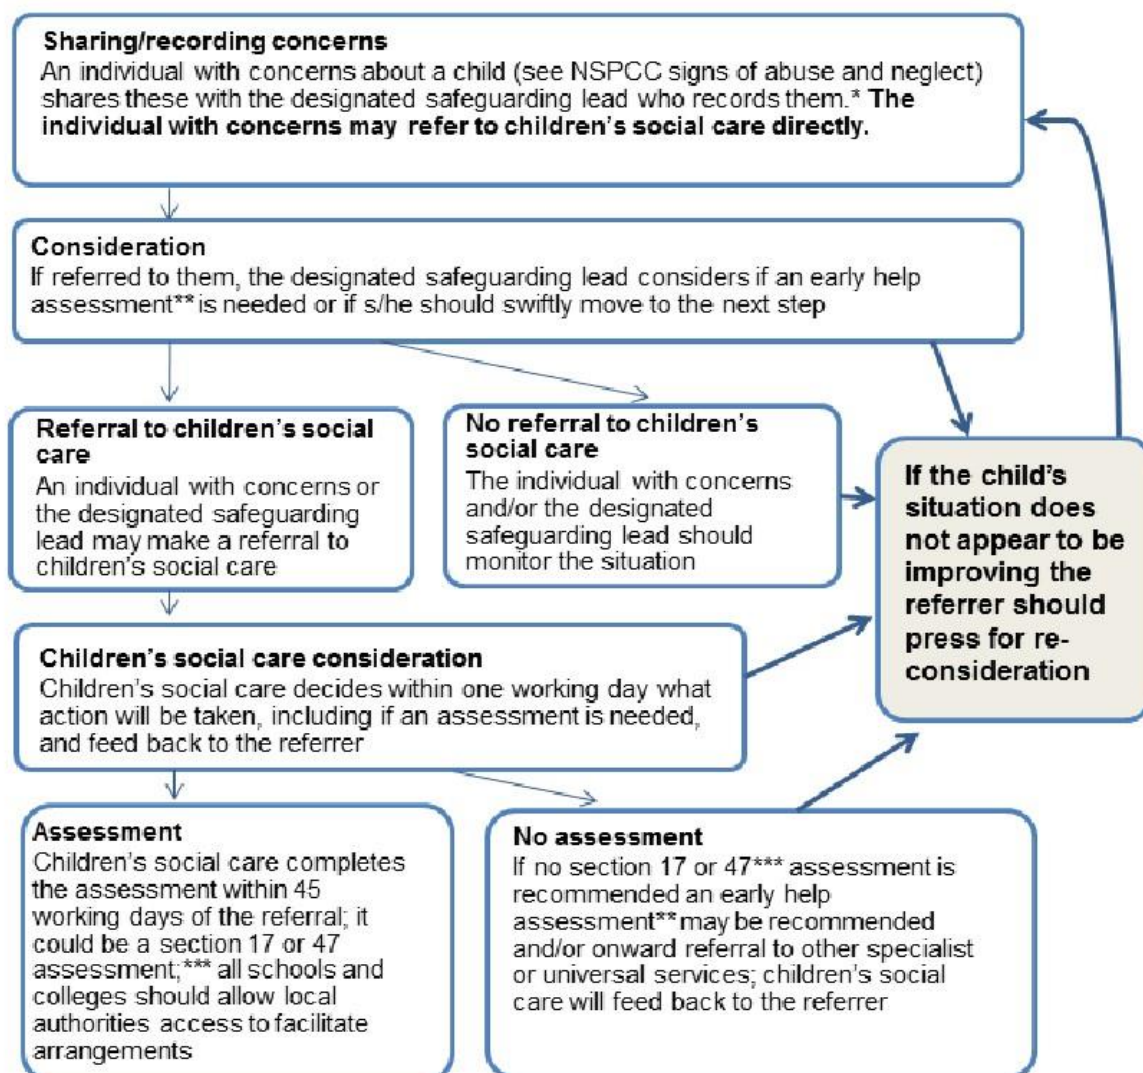 Sharing/recording concerns
An individual with concerns about a child (see NSPCC signs of abuse and neglect)
shares these with the designated safeguarding lead who records them.* The
individual with concerns may refer to children's social care directly.
Consideration
If referred to them, the designated safeguarding lead considers if an early help
assessment** is needed or if s/he should swiftly move to the next step
Referral to children's social
care
An individual with concerns or
the designated safeguarding
lead may make a referral to
children's social care
No referral to children's
social care
The individual with concerns
and/or the designated
safeguarding lead should
monitor the situation
If the child's
situation does
not appear to be
improving the
referrer should
press for re-
consideration
Children's social care consideration
Children's social care decides within one working day what
action will be taken, including if an assessment is needed,
and feed back to the referrer
Assessment
Children's social care completes
the assessment within 45
working days of the referral; it
could be a section 17 or 47
assessment;*** all schools and
colleges should allow local
authorities access to facilitate
arrangements
No assessment
If no section 17 or 47*** assessment is
recommended an early help
assessment** may be recommended
and/or onward referral to other specialist
or universal services; children's social
care will feed back to the referrer